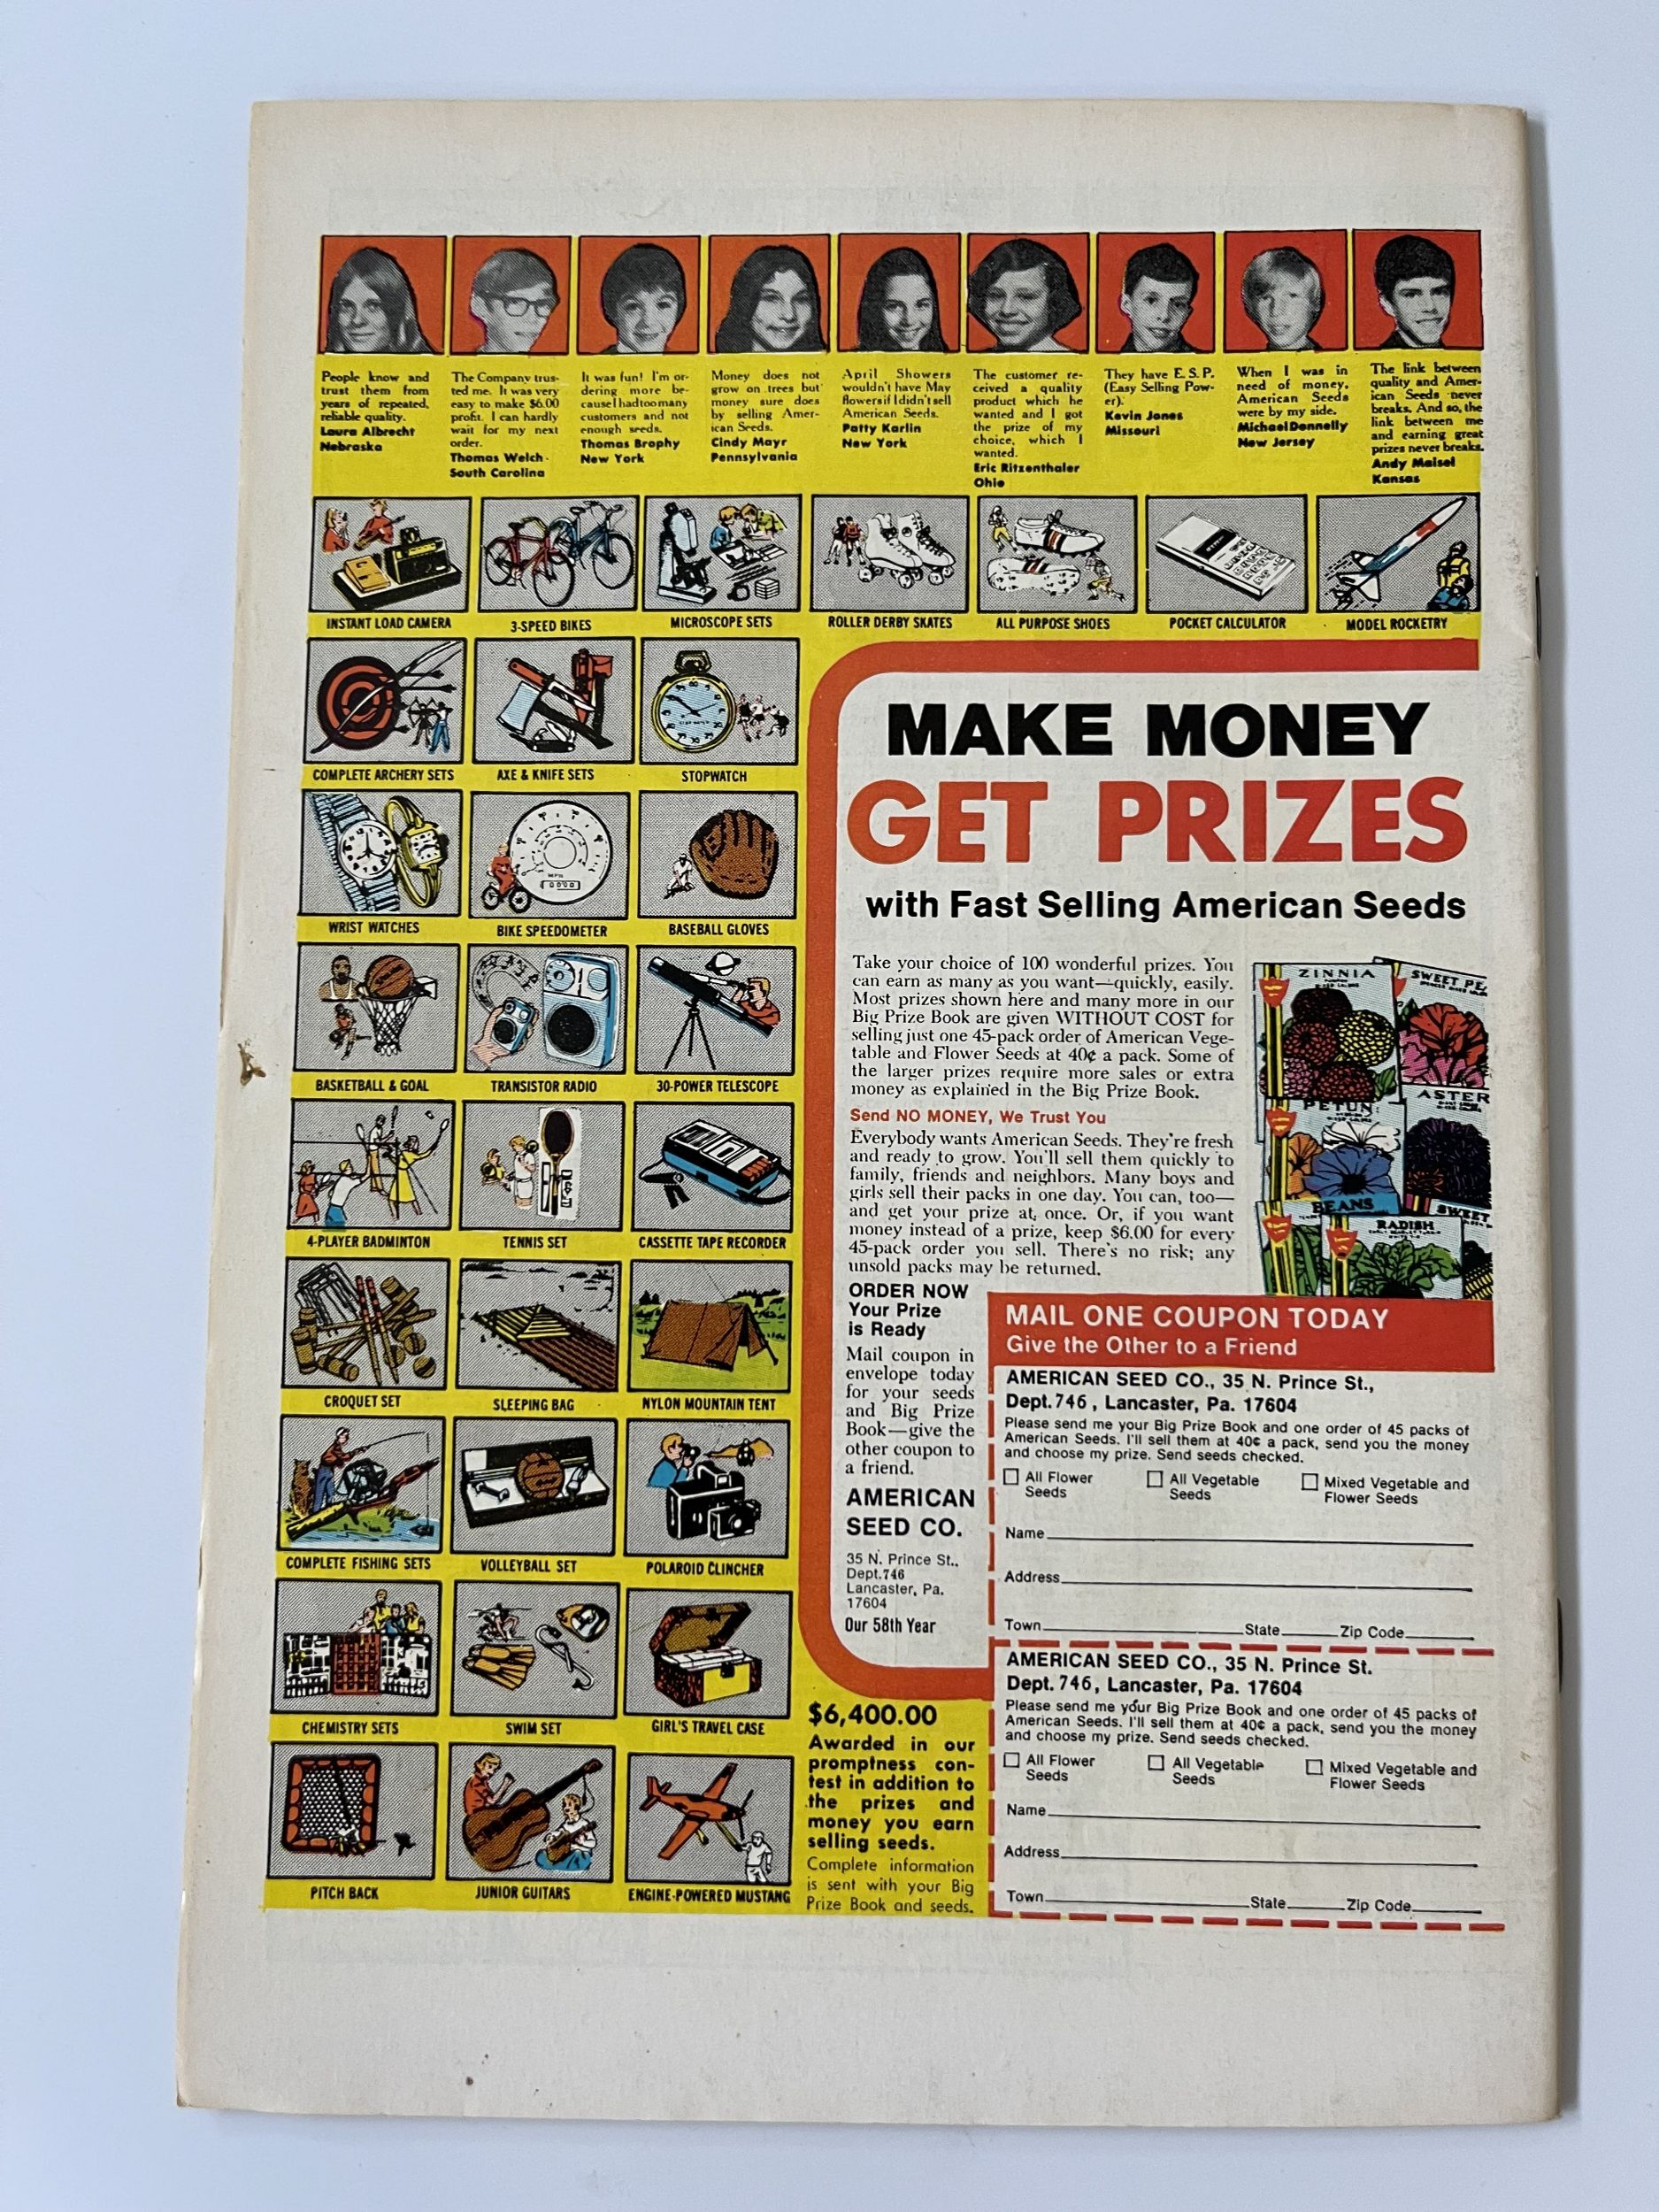 People know and
trust them from
years of repeated,
reliable quality.
Laura Albrecht
Nebraska
The Company trus-
ted me. It was very
easy to make $6.00
profit. I can hardly
wait for my next
order.
Thomas Welch
South Carolina
It was fun! I'm or-
dering more be-
cause I had too many
customers and not
enough seeds.
Thomas Brophy
New York
Money does not
grow on trees but
money sure does
by selling Amer-
ican Seeds.
Cindy Mayr
Pennsylvania
April Showers
wouldn't have May
flowers if I didn't sell
American Seeds.
Patty Karlin
New York
The customer re-
ceived a quality
product which he
wanted and I got
the prize of my
choice, which I
wanted.
Eric Ritzenthaler
Ohio
They have E.S.P.
(Easy Selling Pow-
er).
Kevin Jones
Missouri
When I was in
need of money,
American Seeds
were by my side.
Michael Donnelly
New Jersey
The link between
quality and Amer-
ican Seeds never
breaks. And so, the
link between me
and earning great
prizes never breaks.
Andy Maisel
Kansas
INSTANT LOAD CAMERA
3-SPEED BIKES
MICROSCOPE SETS
ROLLER DERBY SKATES
ALL PURPOSE SHOES
POCKET CALCULATOR
MODEL ROCKETRY
COMPLETE ARCHERY SETS
AXE & KNIFE SETS
STOPWATCH
WRIST WATCHES
MPH
BIKE SPEEDOMETER
BASEBALL GLOVES
BASKETBALL & GOAL
TRANSISTOR RADIO
30-POWER TELESCOPE
4-PLAYER BADMINTON
TENNIS SET
CASSETTE TAPE RECORDER
CROQUET SET
SLEEPING BAG
NYLON MOUNTAIN TENT
COMPLETE FISHING SETS
VOLLEYBALL SET
POLAROID CLINCHER
CHEMISTRY SETS
SWIM SET
GIRL'S TRAVEL CASE
PITCH BACK
JUNIOR GUITARS
ENGINE-POWERED MUSTANG
MAKE MONEY
GET PRIZES
with Fast Selling American Seeds
Take your choice of 100 wonderful prizes. You
can earn as many as you want—quickly, easily.
Most prizes shown here and many more in our
Big Prize Book are given WITHOUT COST for
selling just one 45-pack order of American Vege-
table and Flower Seeds at 40¢ a pack. Some of
the larger prizes require more sales or extra
money as explained in the Big Prize Book.
Send NO MONEY, We Trust You
Everybody wants American Seeds. They're fresh
and ready to grow. You'll sell them quickly to
family, friends and neighbors. Many boys and
girls sell their packs in one day. You can, too—
and get your prize at once. Or, if you want
money instead of a prize, keep $6.00 for every
45-pack order you sell. There's no risk; any
unsold packs may be returned.
ZINNIA
SWEET PE
ASTER
PETUN
BEANS
SWEET
RADISH
ORDER NOW
Your Prize
is Ready
Mail coupon in
envelope today
for your seeds
and Big Prize
Book—give the
other coupon to
a friend.
AMERICAN
SEED CO.
35 N. Prince St.,
Dept.746
Lancaster, Pa.
17604
Our 58th Year
MAIL ONE COUPON TODAY
Give the Other to a Friend
AMERICAN SEED CO., 35 N. Prince St.,
Dept.746, Lancaster, Pa. 17604
Please send me your Big Prize Book and one order of 45 packs of
American Seeds. I'll sell them at 40¢ a pack, send you the money
and choose my prize. Send seeds checked.
All Flower Seeds
All Vegetable Seeds
Mixed Vegetable and Flower Seeds
Name
Address
Town State Zip Code
AMERICAN SEED CO., 35 N. Prince St.
Dept. 746, Lancaster, Pa. 17604
Please send me your Big Prize Book and one order of 45 packs of
American Seeds. I'll sell them at 40¢ a pack, send you the money
and choose my prize. Send seeds checked.
All Flower Seeds
All Vegetable Seeds
Mixed Vegetable and Flower Seeds
Name
Address
Town State Zip Code
$6,400.00
Awarded in our
promptness con-
test in addition to
the prizes and
money you earn
selling seeds.
Complete information
is sent with your Big
Prize Book and seeds.